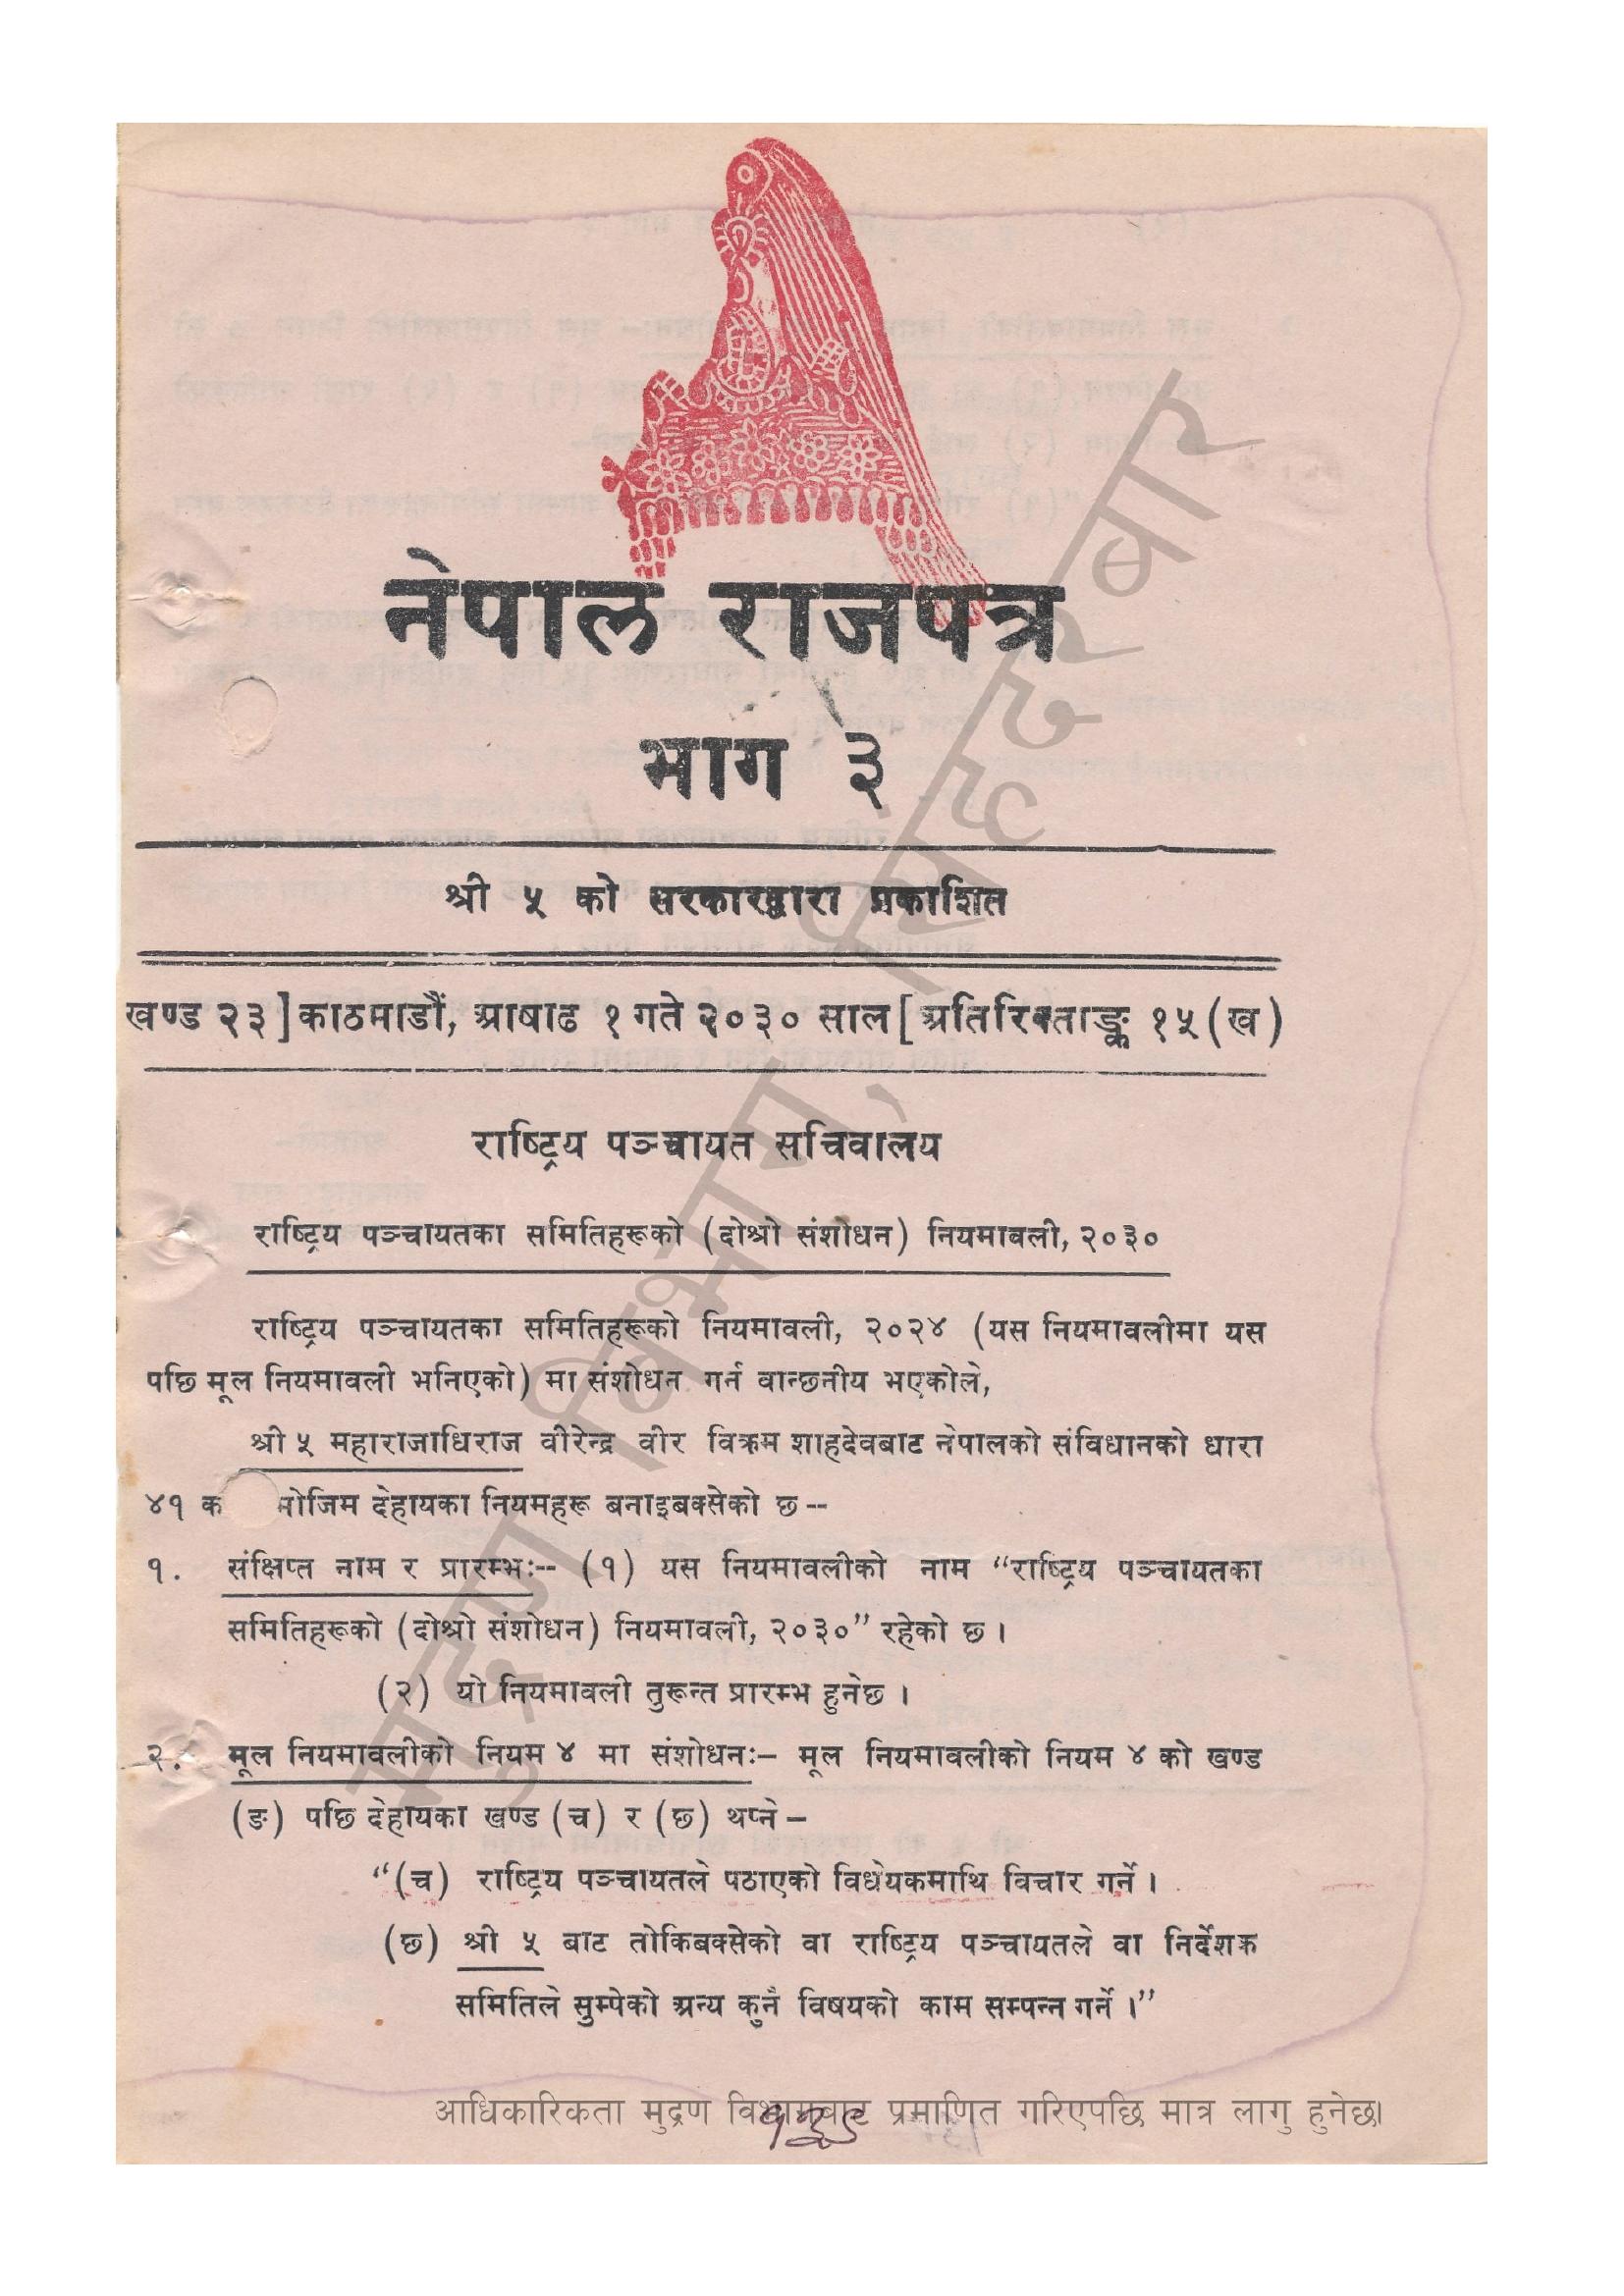 नेपाल राजपत्र
भाग ३
श्री ५ को सरकारद्वारा प्रकाशित
खण्ड २३] काठमाडौं, आषाढ १ गते २०३० साल [अतिरिक्ताङ्क १५ (ख)
राष्ट्रिय पञ्चायत सचिवालय
राष्ट्रिय पञ्चायतका समितिहरूको (दोश्रो संशोधन) नियमावली, २०३०
राष्ट्रिय पञ्चायतका समितिहरूको नियमावली, २०२४ (यस नियमावलीमा यस
पछि मूल नियमावली भनिएको) मा संशोधन गर्न वान्छनीय भएकोले,
श्री ५ महाराजाधिराज वीरेन्द्र वीर विक्रम शाहदेवबाट नेपालको संविधानको धारा
४१ क मोजिम देहायका नियमहरू बनाइबक्सेको छ --
१. संक्षिप्त नाम र प्रारम्भः-- (१) यस नियमावलीको नाम “राष्ट्रिय पञ्चायतका
समितिहरूको (दोश्रो संशोधन) नियमावली, २०३०” रहेको छ ।
(२) यो नियमावली तुरून्त प्रारम्भ हुनेछ ।
२. मूल नियमावलीको नियम ४ मा संशोधनः– मूल नियमावलीको नियम ४ को खण्ड
(ङ) पछि देहायका खण्ड (च) र (छ) थप्ने –
“(च) राष्ट्रिय पञ्चायतले पठाएको विधेयकमाथि विचार गर्ने ।
(छ) श्री ५ बाट तोकिबक्सेको वा राष्ट्रिय पञ्चायतले वा निर्देशक
समितिले सुम्पेको अन्य कुनै विषयको काम सम्पन्न गर्ने ।”
मुद्रण विभाग, सिंहदरबार
आधिकारिकता मुद्रण विभागबाट प्रमाणित गरिएपछि मात्र लागु हुनेछ।